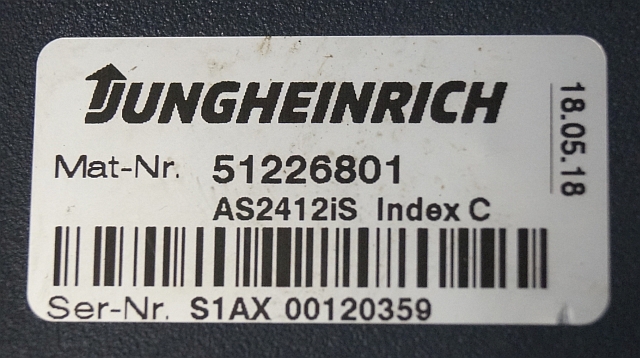 JUNGHEINRICH
18.05.18
Mat-Nr. 51226801
AS2412iS Index C
Ser-Nr. S1AX 00120359